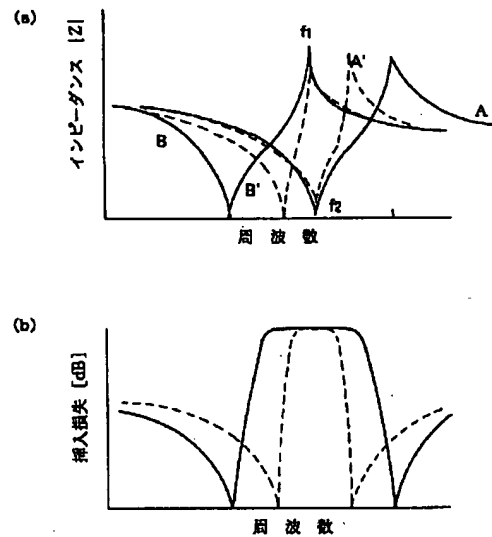 (a)
インピーダンス |Z|
f1
A'
A
B
B'
f2
周 波 数
(b)
挿入損失 [dB]
周 波 数